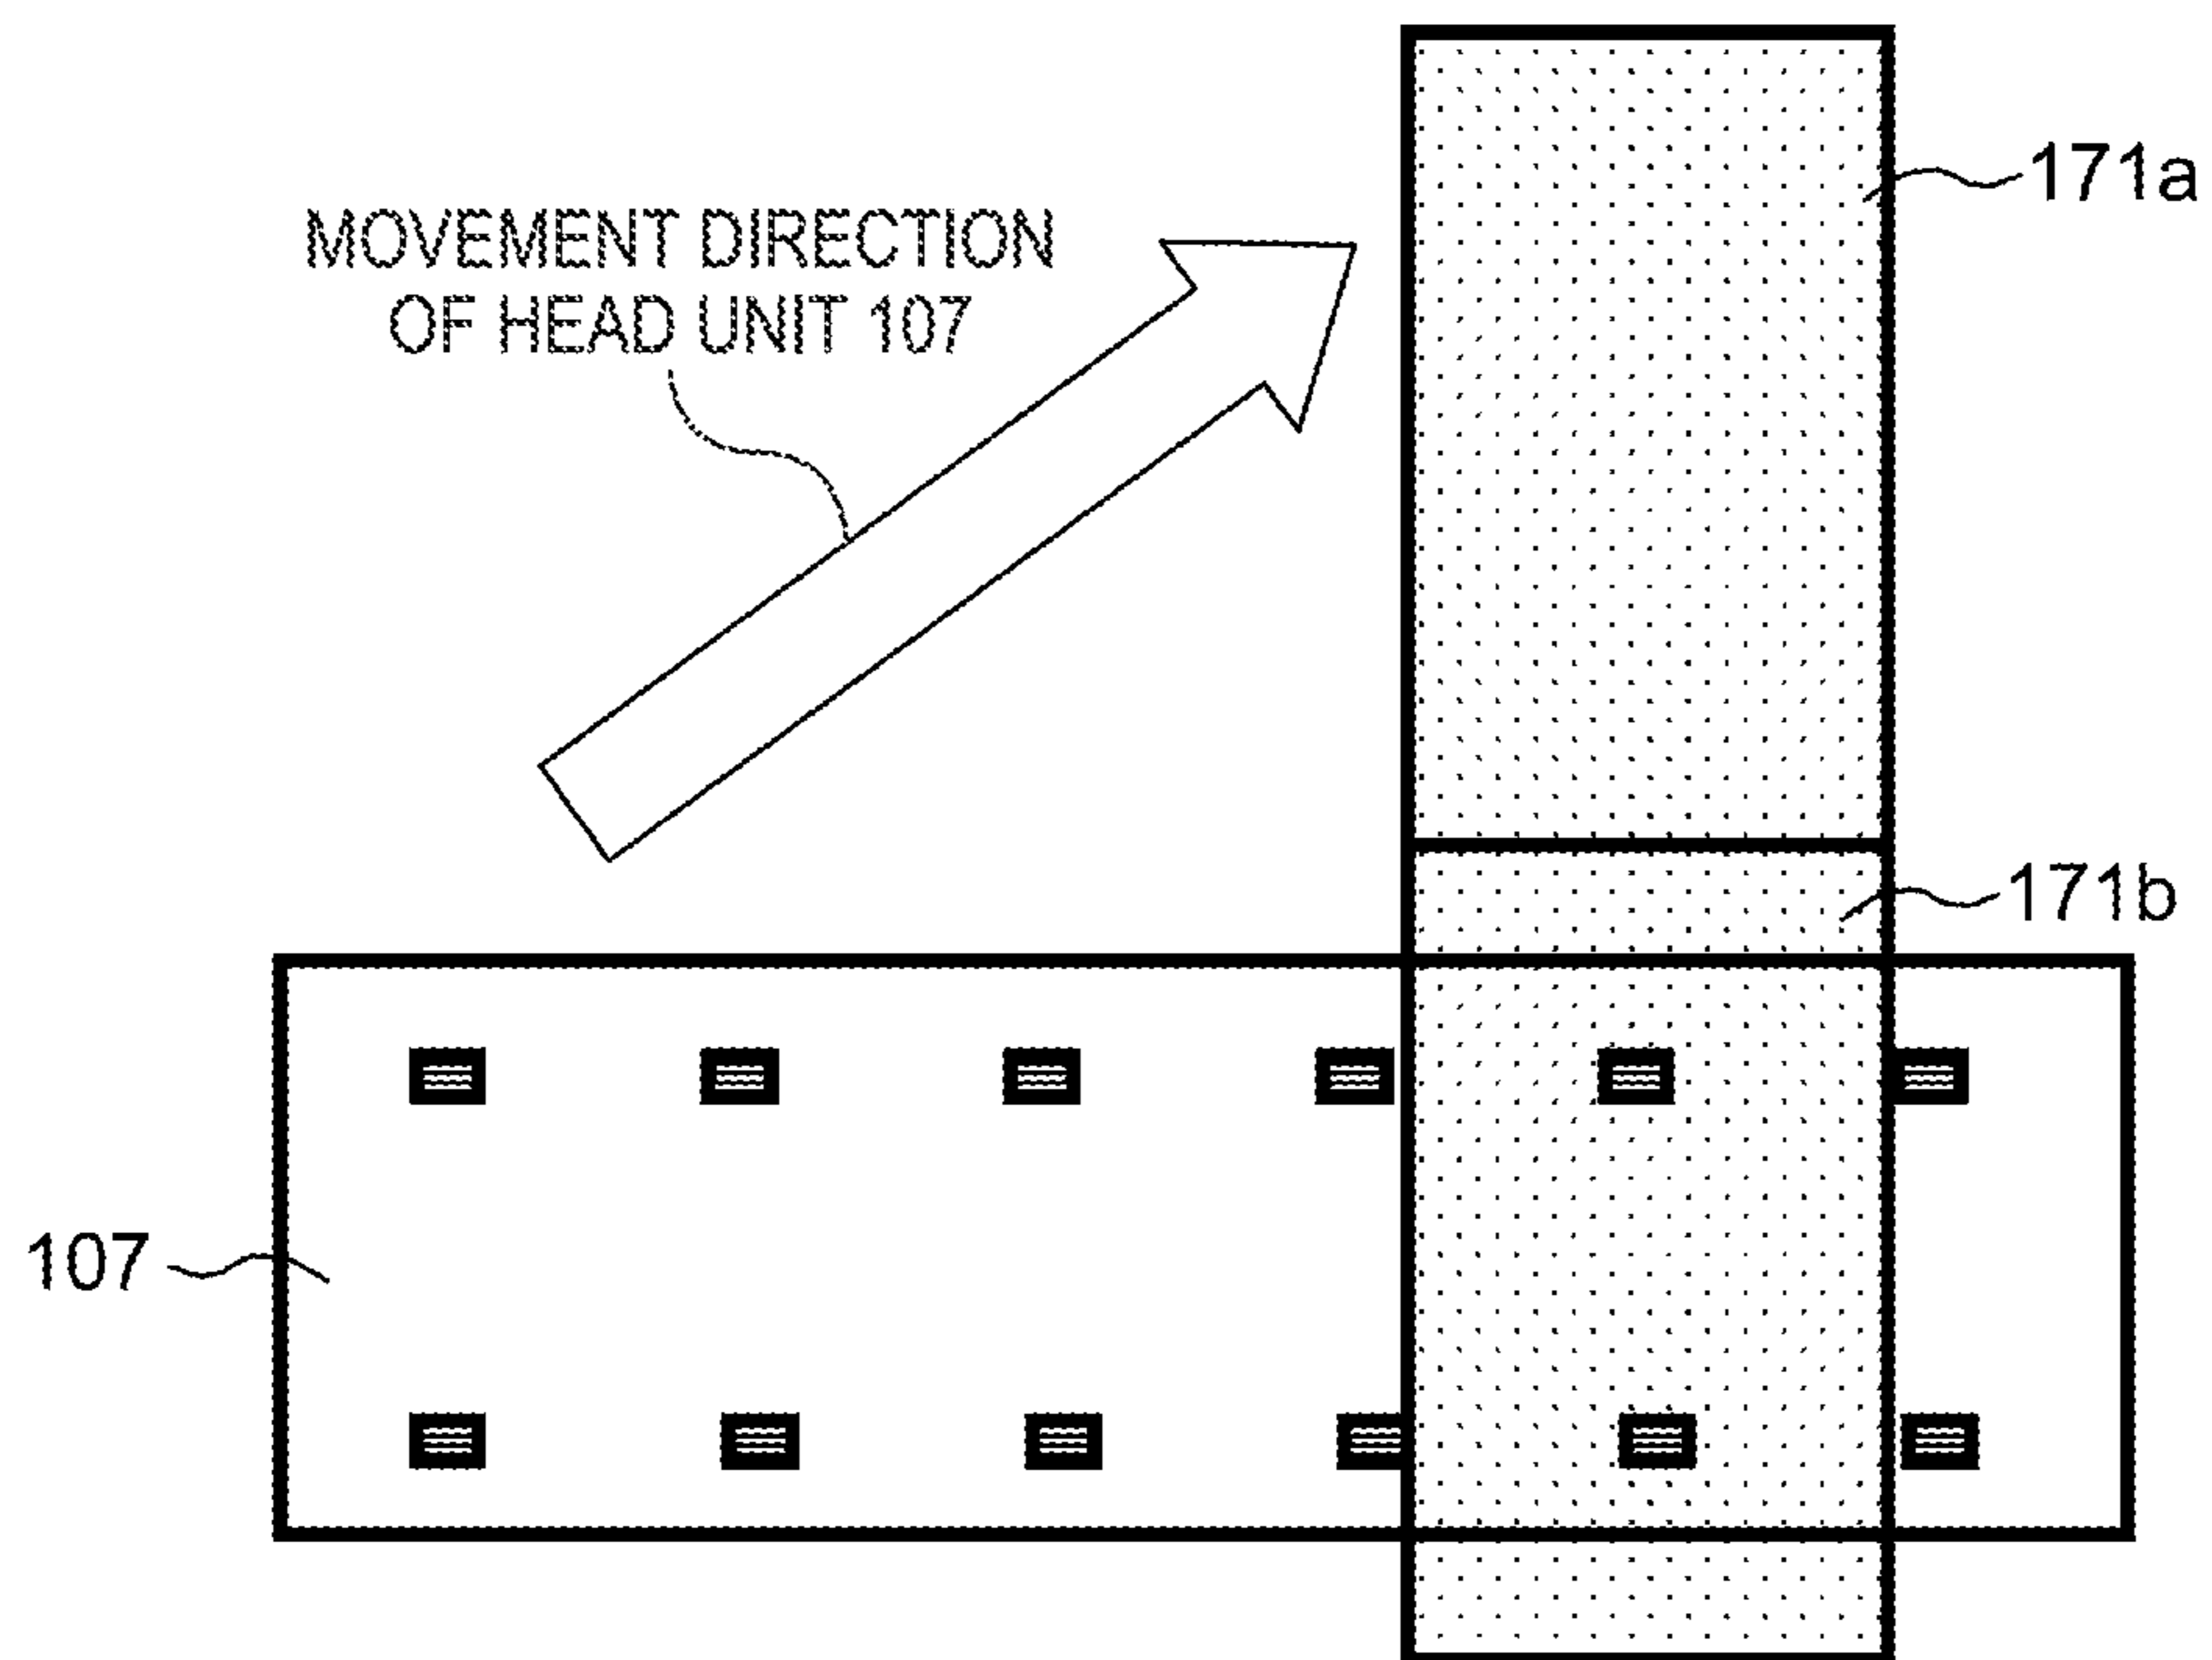 171a
MOVEMENT DIRECTION
OF HEAD UNIT 107
171b
107